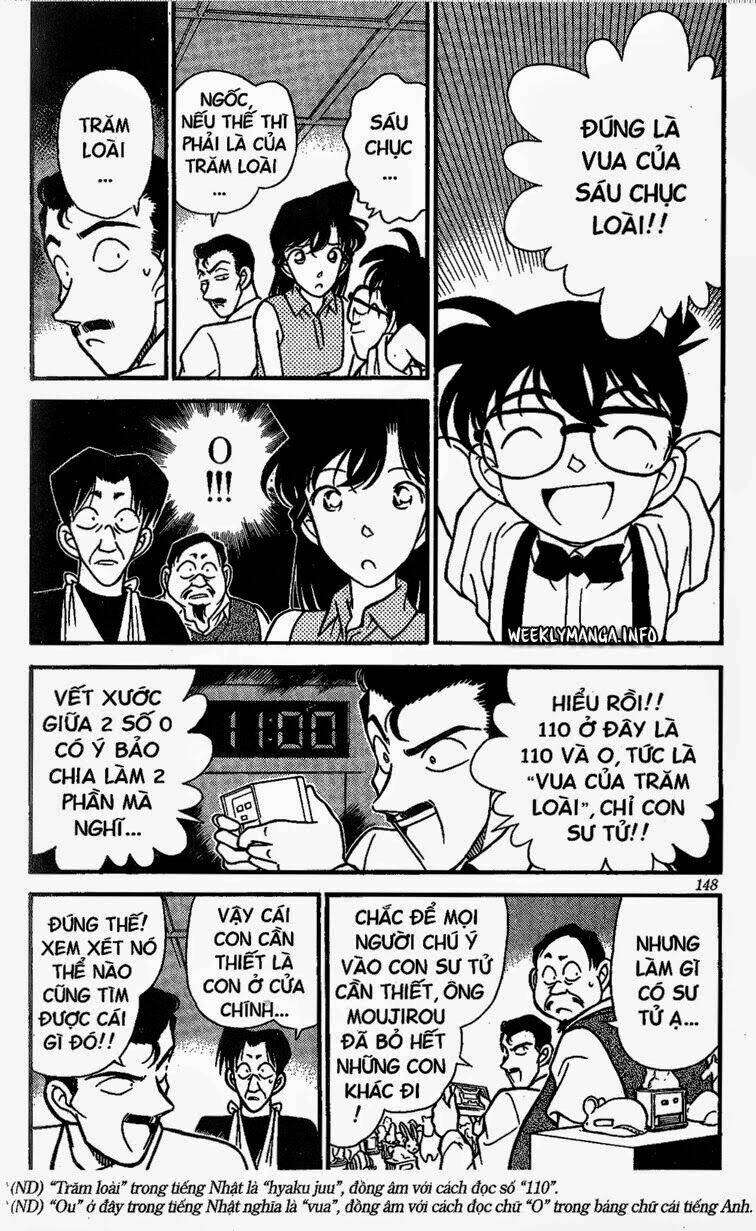 ĐÚNG LÀ
VUA CỦA
SÁU CHỤC
LOÀI!!
SÁU
CHỤC
...
NGỐC,
NẾU THẾ THÌ
PHẢI LÀ CỦA
TRĂM LOÀI
...
TRĂM
LOÀI
...
WEEKLYMANGA.INFO
O
!!!
HIỂU RỒI!!
110 Ở ĐÂY LÀ
110 VÀ O, TỨC LÀ
“VUA CỦA TRĂM
LOÀI”, CHỈ CON
SƯ TỬ!!
11:00
VẾT XƯỚC
GIỮA 2 SỐ 0
CÓ Ý BẢO
CHIA LÀM 2
PHẦN MÀ
NGHĨ...
148
NHƯNG
LÀM GÌ
CÓ SƯ
TỬ Ạ...
CHẮC ĐỂ MỌI
NGƯỜI CHÚ Ý
VÀO CON SƯ TỬ
CẦN THIẾT, ÔNG
MOUJIROU
ĐÃ BỎ HẾT
NHỮNG CON
KHÁC ĐI
!
VẬY CÁI
CON CẦN
THIẾT LÀ
CON Ở CỬA
CHÍNH...
ĐÚNG THẾ!
XEM XÉT NÓ
THỂ NÀO
CŨNG TÌM
ĐƯỢC CÁI
GÌ ĐÓ!!
(ND) “Trăm loài” trong tiếng Nhật là “hyaku juu”, đồng âm với cách đọc số “110”.
(ND) “Ou” ở đây trong tiếng Nhật nghĩa là “vua”, đồng âm với cách đọc chữ “O” trong bảng chữ cái tiếng Anh.